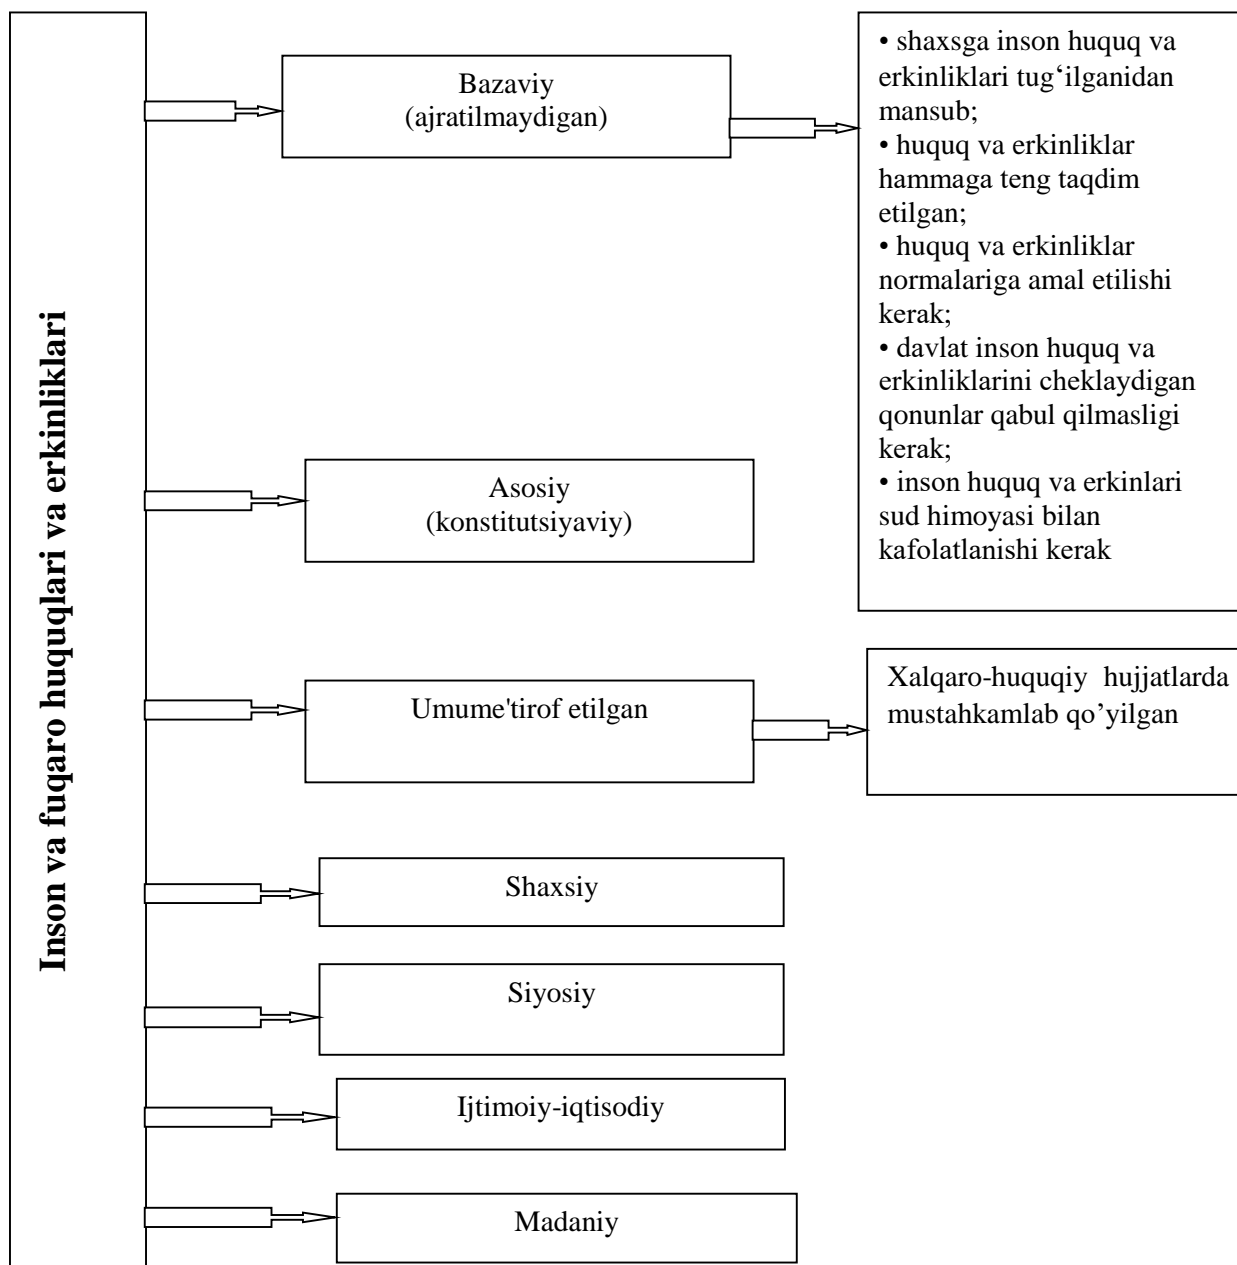 Inson va fuqaro huquqlari va erkinliklari
Bazaviy
(ajratilmaydigan)
• shaxsga inson huquq va
erkinliklari tug‘ilganidan
mansub;
• huquq va erkinliklar
hammaga teng taqdim
etilgan;
• huquq va erkinliklar
normalariga amal etilishi
kerak;
• davlat inson huquq va
erkinliklarini cheklaydigan
qonunlar qabul qilmasligi
kerak;
• inson huquq va erkinlari
sud himoyasi bilan
kafolatlanishi kerak
Asosiy
(konstitutsiyaviy)
Umume'tirof etilgan
Xalqaro-huquqiy hujjatlarda
mustahkamlab qo’yilgan
Shaxsiy
Siyosiy
Ijtimoiy-iqtisodiy
Madaniy